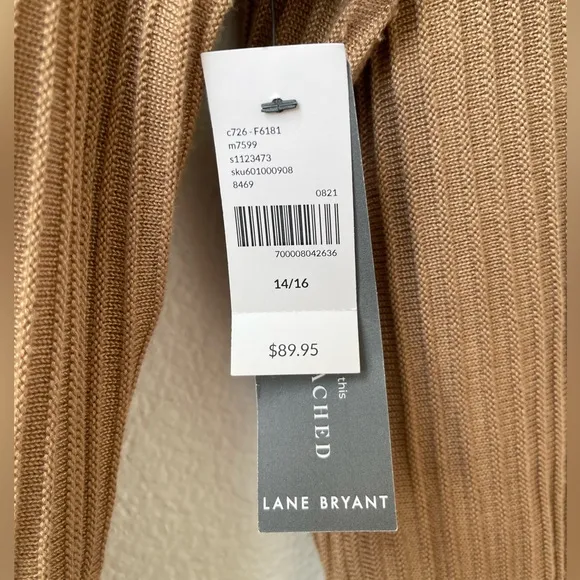 c726 - F6181
m7599
s1123473
sku601000908
8469
0821
700008042636
14/16
$89.95
this
ACHED
LANE BRYANT